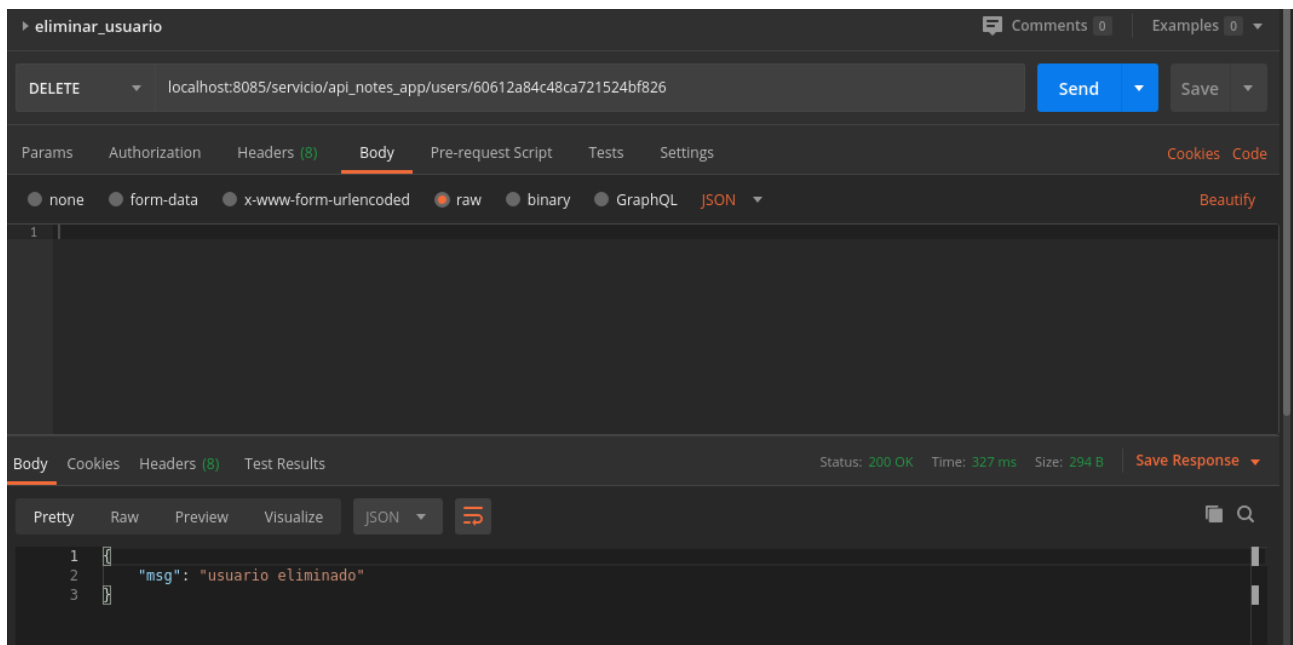 eliminar_usuario Comments 0 Examples 0
DELETE localhost:8085/servicio/api_notes_app/users/60612a84c48ca721524bf826 Send Save
Params Authorization Headers (8) Body Pre-request Script Tests Settings Cookies Code
none form-data x-www-form-urlencoded raw binary GraphQL JSON Beautify
1
Body Cookies Headers (8) Test Results Status: 200 OK Time: 327 ms Size: 294 B Save Response
Pretty Raw Preview Visualize JSON
1 {
2 "msg": "usuario eliminado"
3 }